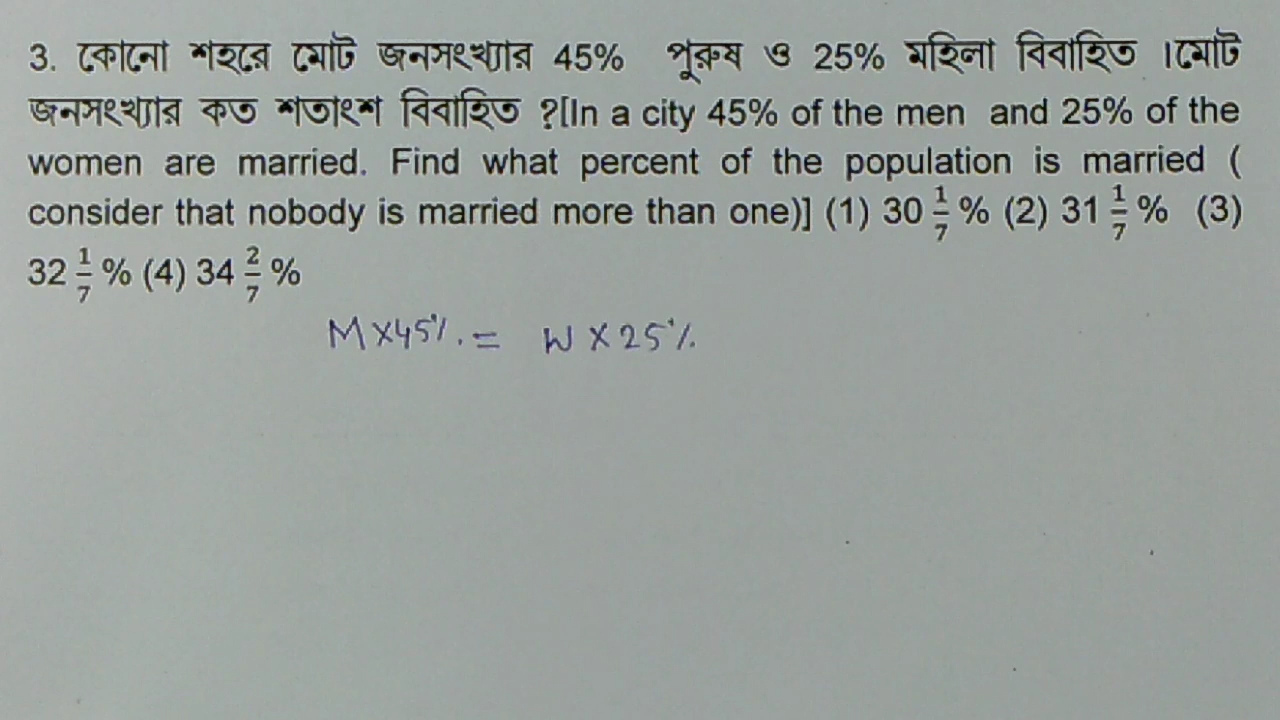 3. কোনো শহরে মোট জনসংখ্যার 45% পুরুষ ও 25% মহিলা বিবাহিত ।মোট
জনসংখ্যার কত শতাংশ বিবাহিত ?[In a city 45% of the men and 25% of the
women are married. Find what percent of the population is married (
consider that nobody is married more than one)] (1) 30 1/7 % (2) 31 1/7 % (3)
32 1/7 % (4) 34 2/7 %
M×45%. = W×25%